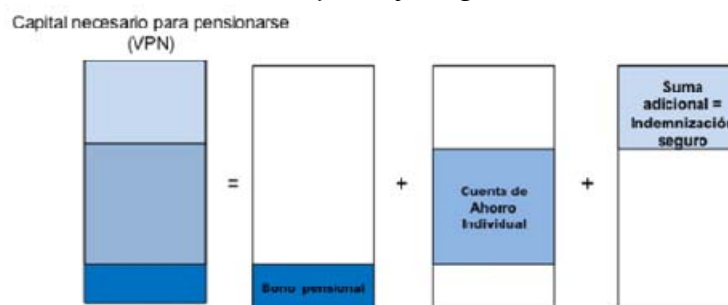 Capital necesario para pensionarse
(VPN)
=
Bono pensional
+
Cuenta de
Ahorro
Individual
+
Suma
adicional =
Indemnización
seguro